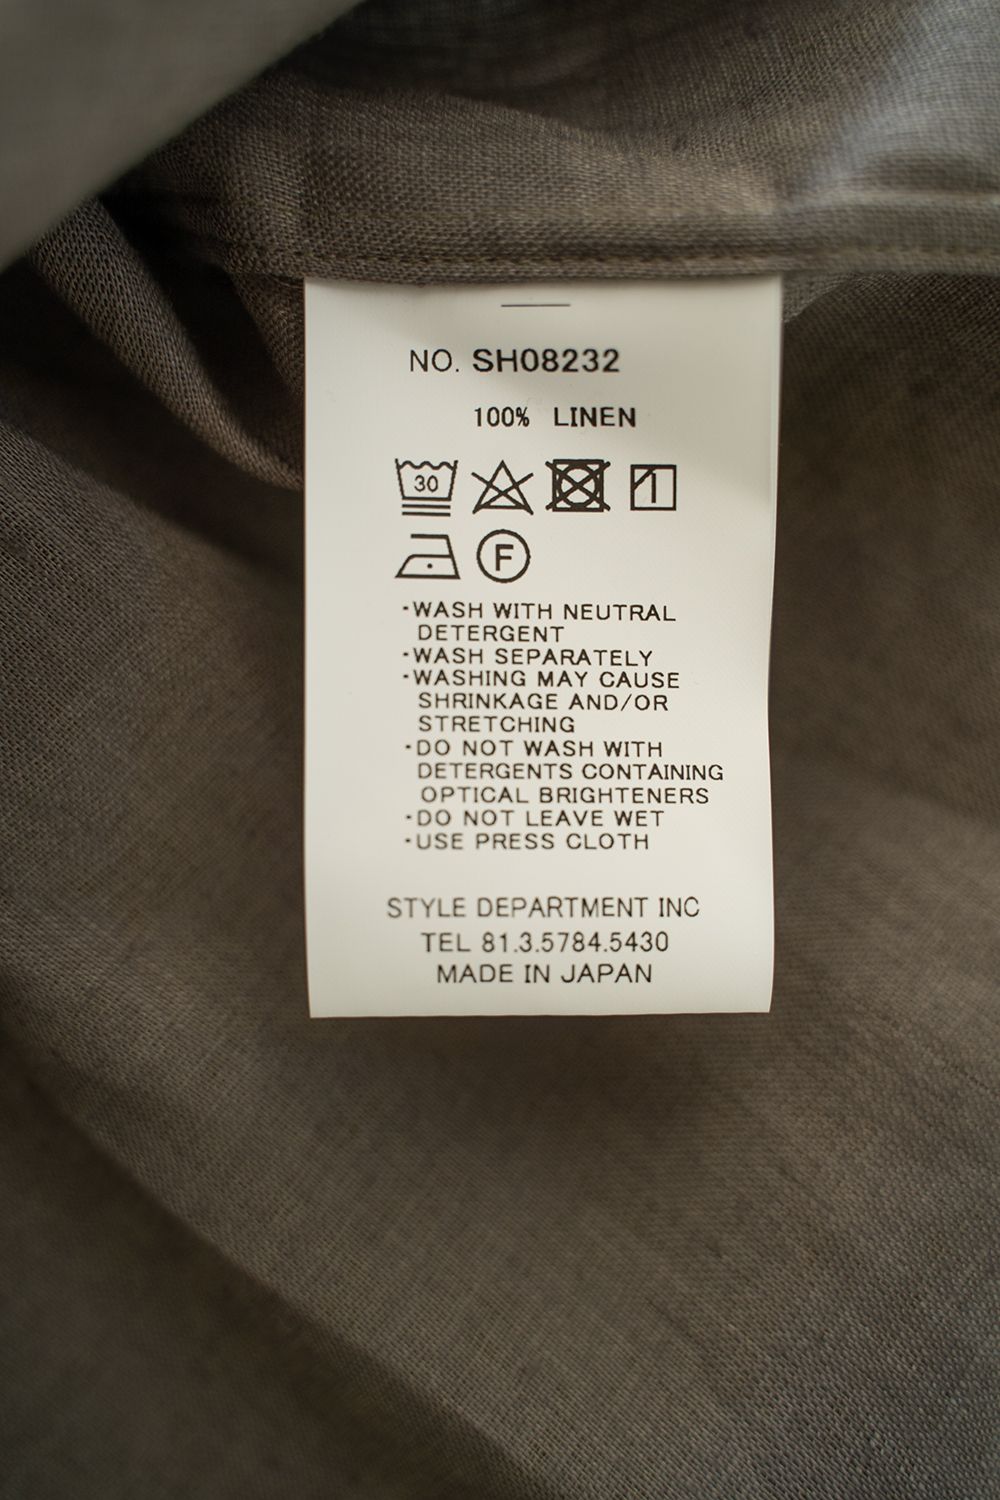 NO. SH08232
100% LINEN
30
F
·WASH WITH NEUTRAL
DETERGENT
·WASH SEPARATELY
·WASHING MAY CAUSE
SHRINKAGE AND/OR
STRETCHING
·DO NOT WASH WITH
DETERGENTS CONTAINING
OPTICAL BRIGHTENERS
·DO NOT LEAVE WET
·USE PRESS CLOTH
STYLE DEPARTMENT INC
TEL 81.3.5784.5430
MADE IN JAPAN